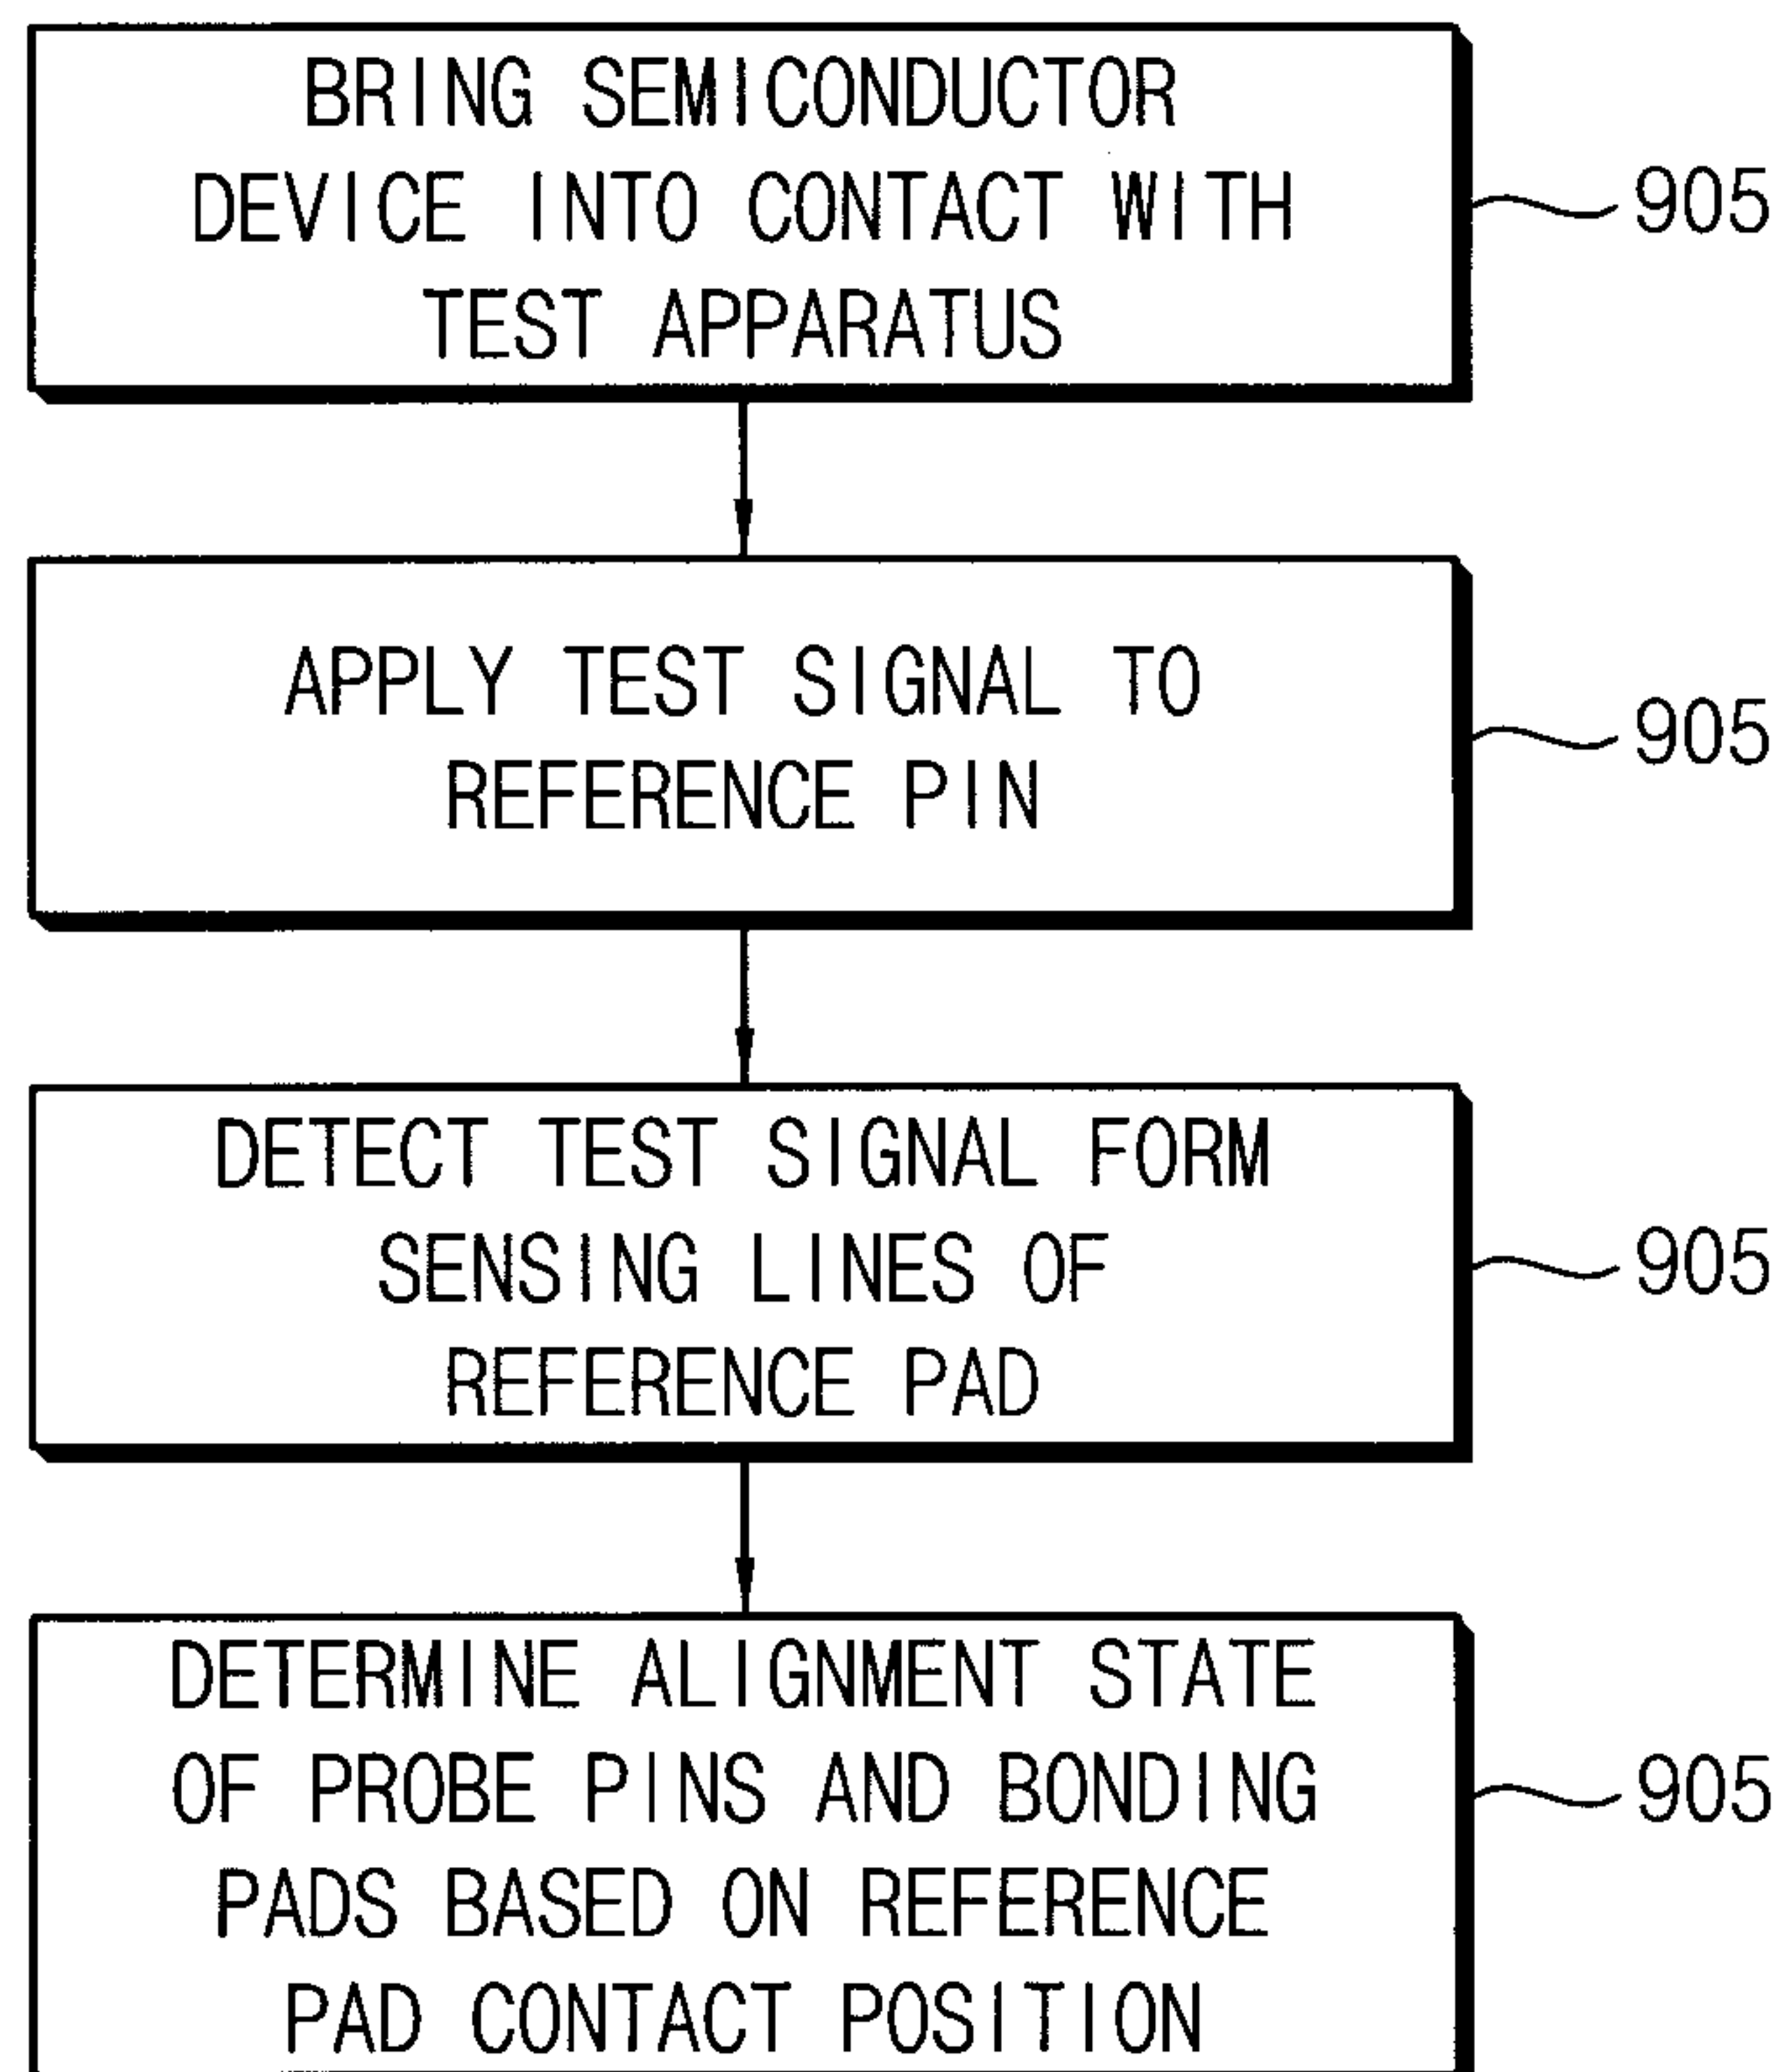 BRING SEMICONDUCTOR
DEVICE INTO CONTACT WITH
TEST APPARATUS
905
APPLY TEST SIGNAL TO
REFERENCE PIN
905
DETECT TEST SIGNAL FORM
SENSING LINES OF
REFERENCE PAD
905
DETERMINE ALIGNMENT STATE
OF PROBE PINS AND BONDING
PADS BASED ON REFERENCE
PAD CONTACT POSITION
905